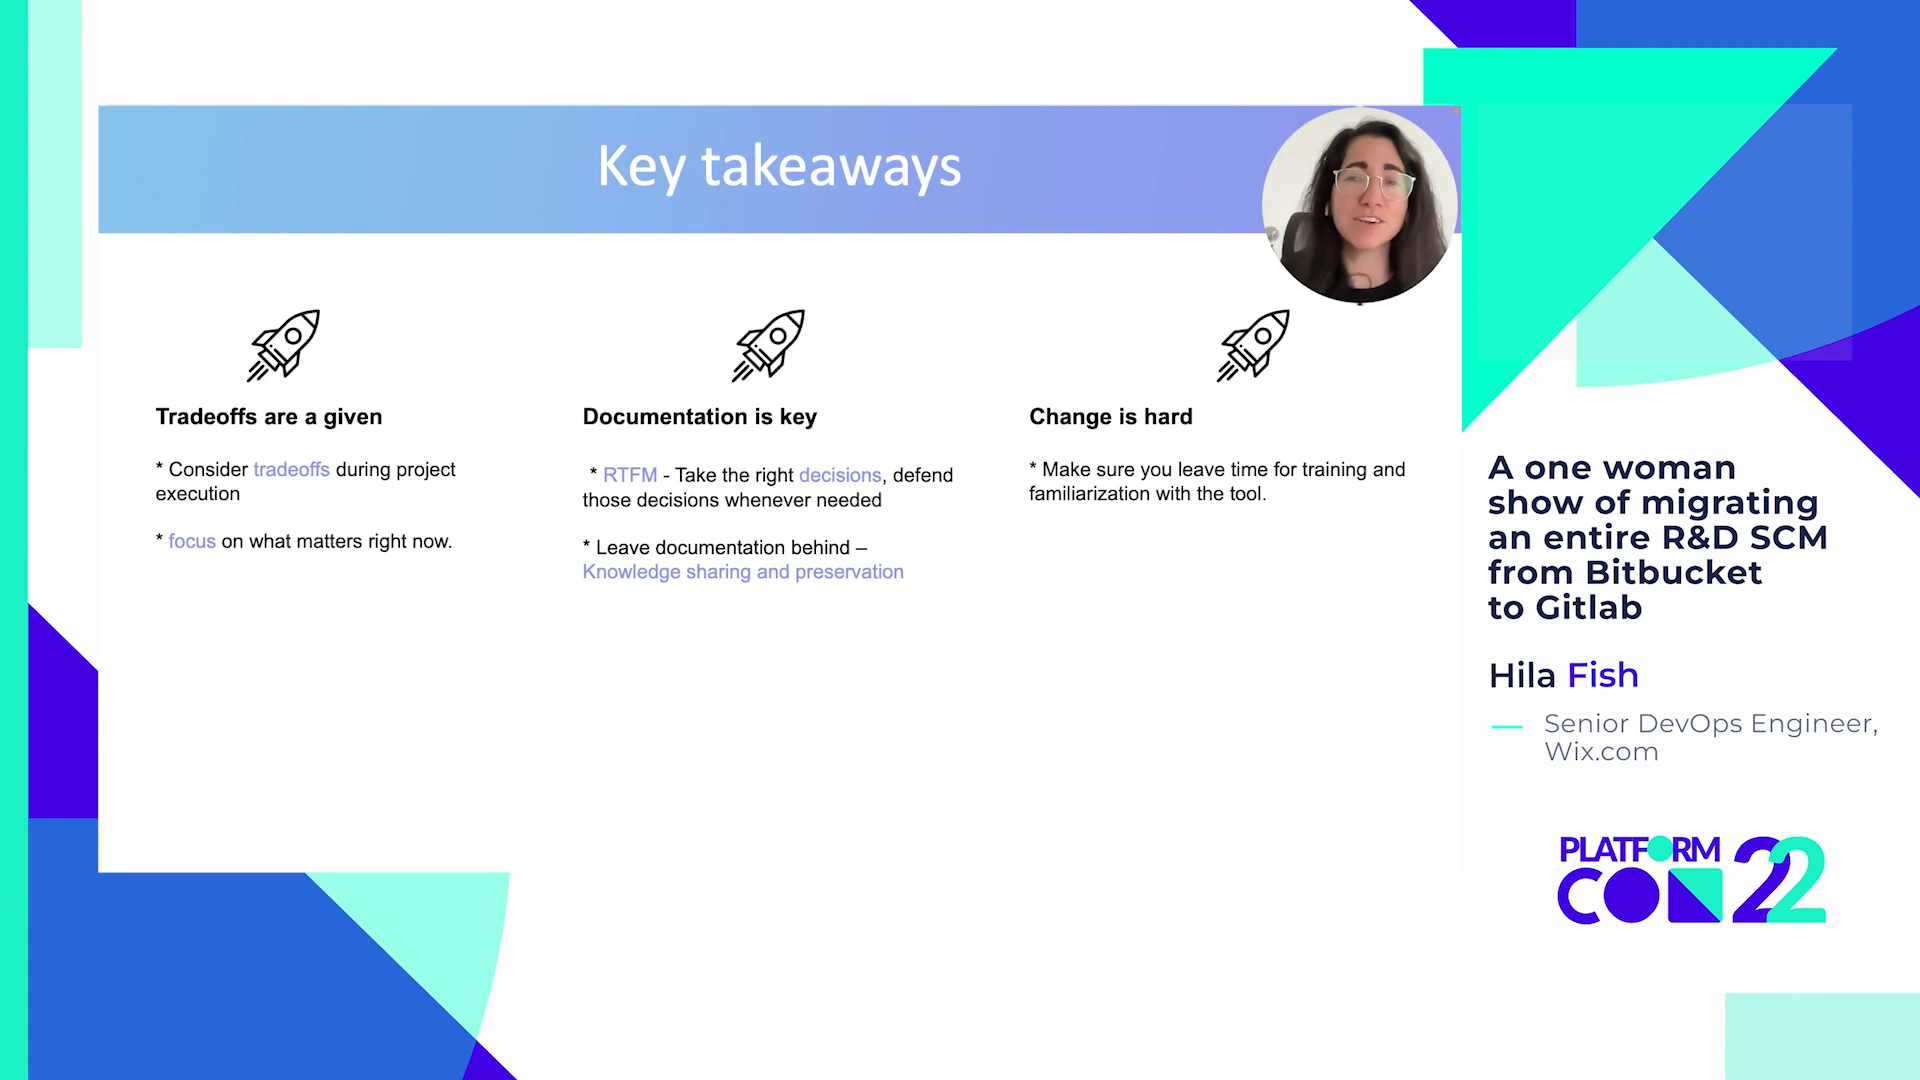 Key takeaways
Tradeoffs are a given
* Consider tradeoffs during project
execution
* focus on what matters right now.
Documentation is key
* RTFM - Take the right decisions, defend
those decisions whenever needed
* Leave documentation behind –
Knowledge sharing and preservation
Change is hard
* Make sure you leave time for training and
familiarization with the tool.
A one woman
show of migrating
an entire R&D SCM
from Bitbucket
to Gitlab
Hila Fish
Senior DevOps Engineer,
Wix.com
PLATFORM
CON 22